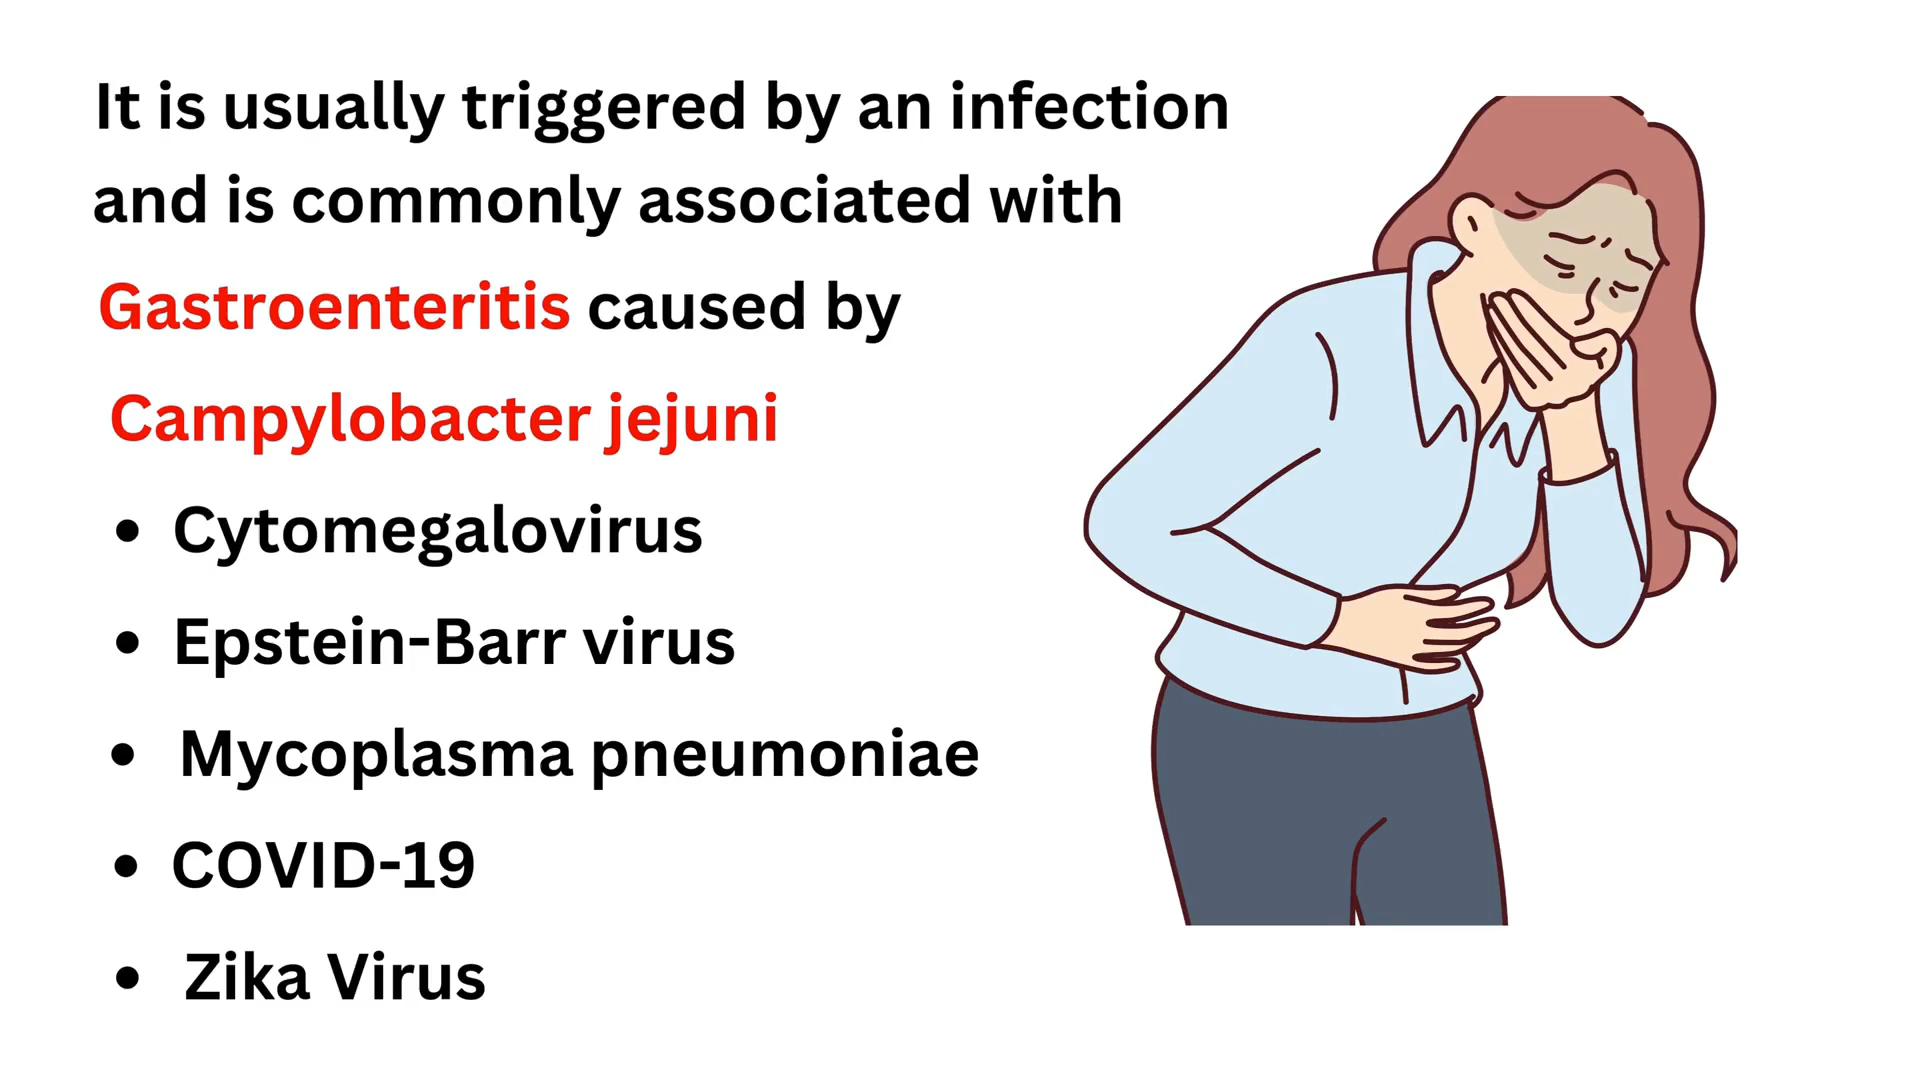 It is usually triggered by an infection
and is commonly associated with
Gastroenteritis caused by
Campylobacter jejuni
• Cytomegalovirus
• Epstein-Barr virus
• Mycoplasma pneumoniae
• COVID-19
• Zika Virus